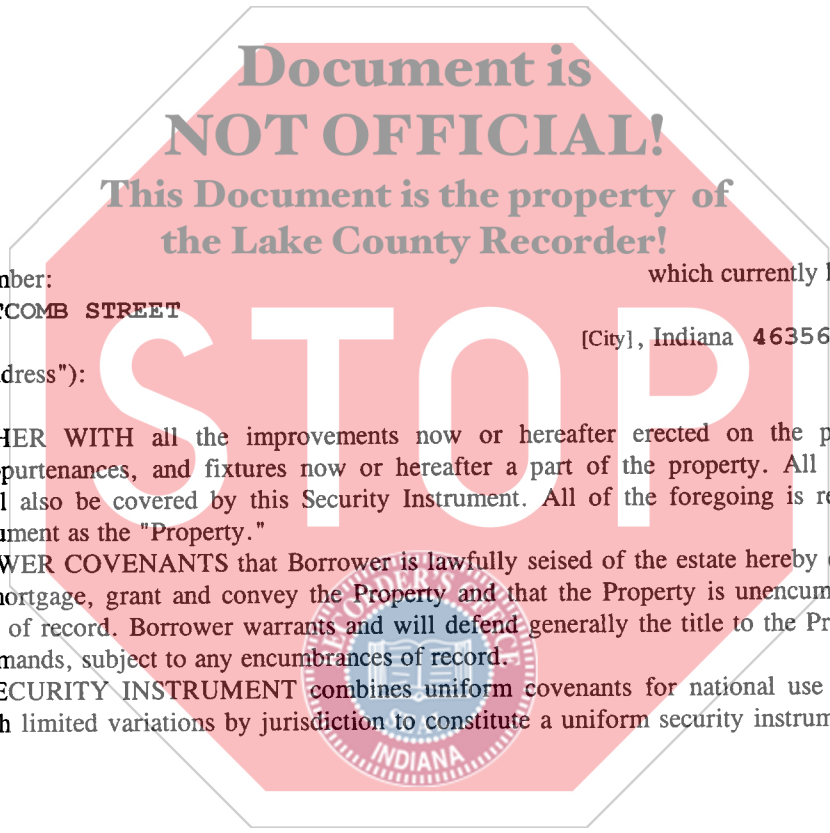 Document is
NOT OFFICIAL!
This Document is the property of
the Lake County Recorder!
nber: which currently
TCOMB STREET
[City], Indiana 46356
dress"):
STOP
HER WITH all the improvements now or hereafter erected on the p
purtenances, and fixtures now or hereafter a part of the property. All
l also be covered by this Security Instrument. All of the foregoing is re
ument as the "Property."
WER COVENANTS that Borrower is lawfully seised of the estate hereby
nortgage, grant and convey the Property and that the Property is unencum
of record. Borrower warrants and will defend generally the title to the Pr
mands, subject to any encumbrances of record.
ECURITY INSTRUMENT combines uniform covenants for national use
h limited variations by jurisdiction to constitute a uniform security instrum
INDIANA